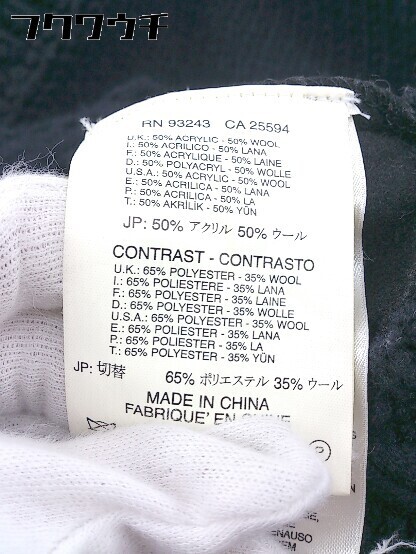 フクワウチ
RN 93243 CA 25594
U.K.: 50% ACRYLIC - 50% WOOL
I.: 50% ACRILICO - 50% LANA
F.: 50% ACRYLIQUE - 50% LAINE
D.: 50% POLYACRYL - 50% WOLLE
U.S.A.: 50% ACRYLIC - 50% WOOL
E.: 50% ACRILICA - 50% LANA
P.: 50% ACRILICA - 50% LA
T.: 50% AKRİLİK - 50% YÜN
JP: 50% アクリル 50% ウール
CONTRAST - CONTRASTO
U.K.: 65% POLYESTER - 35% WOOL
I.: 65% POLIESTERE - 35% LANA
F.: 65% POLYESTER - 35% LAINE
D.: 65% POLYESTER - 35% WOLLE
U.S.A.: 65% POLYESTER - 35% WOOL
E.: 65% POLYESTER - 35% LANA
P.: 65% POLYESTER - 35% LA
T.: 65% POLYESTER - 35% YÜN
JP: 切替 65% ポリエステル 35% ウール
MADE IN CHINA
FABRIQUE' EN CHINE
P